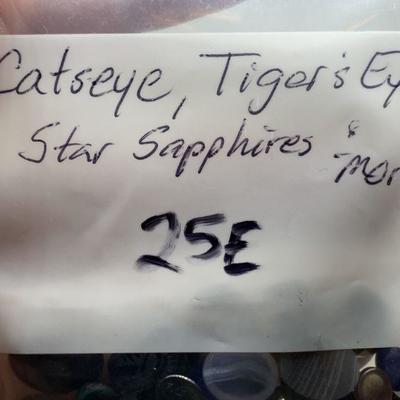 Catseye, Tiger's Ey
Star Sapphires & Mor
25E